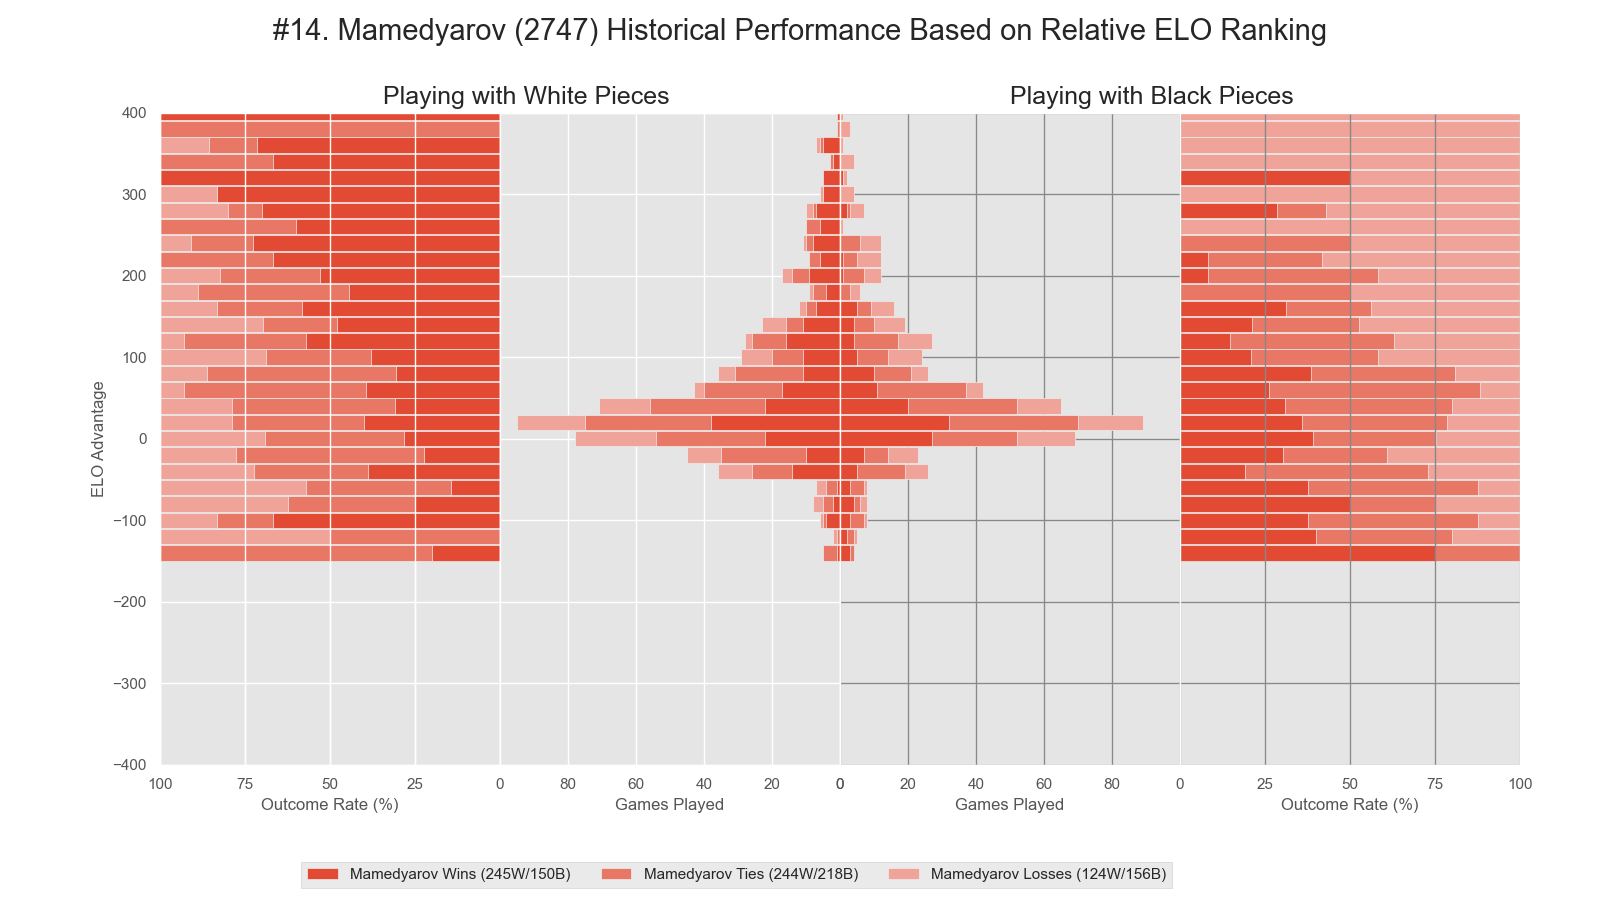 #14. Mamedyarov (2747) Historical Performance Based on Relative ELO Ranking
Playing with White Pieces
Playing with Black Pieces
ELO Advantage
400
300
200
100
0
−100
−200
−300
−400
100 75 50 25 0 80 60 40 20 0 0 20 40 60 80 0 25 50 75 100
Outcome Rate (%)
Games Played
Games Played
Outcome Rate (%)
Mamedyarov Wins (245W/150B)
Mamedyarov Ties (244W/218B)
Mamedyarov Losses (124W/156B)